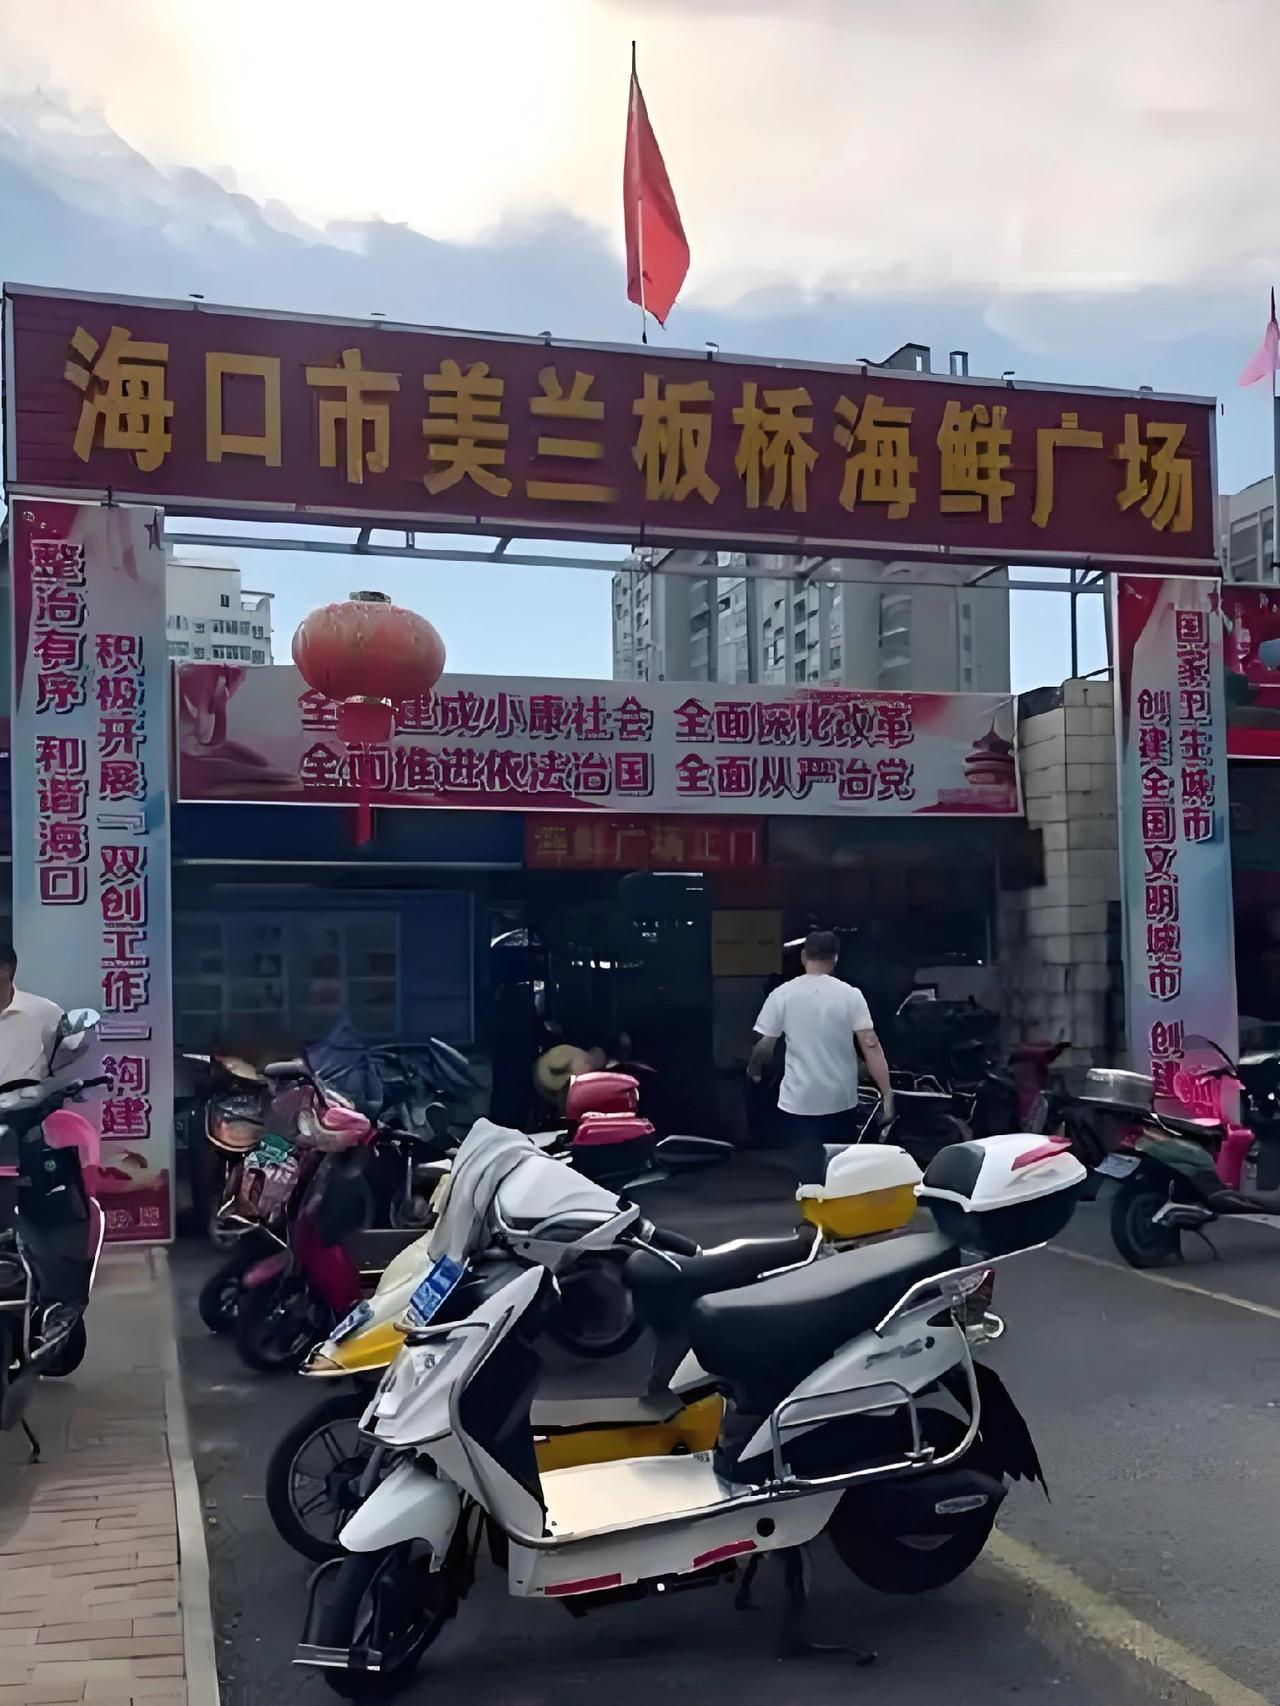 海口市美兰板桥海鲜广场
整治有序 和谐海口
积极开展『双创工作』构建
全 建成小康社会 全面深化改革
全面推进依法治国 全面从严治党
鲜广场正门
国家卫生城市
创建全国文明城市 创建